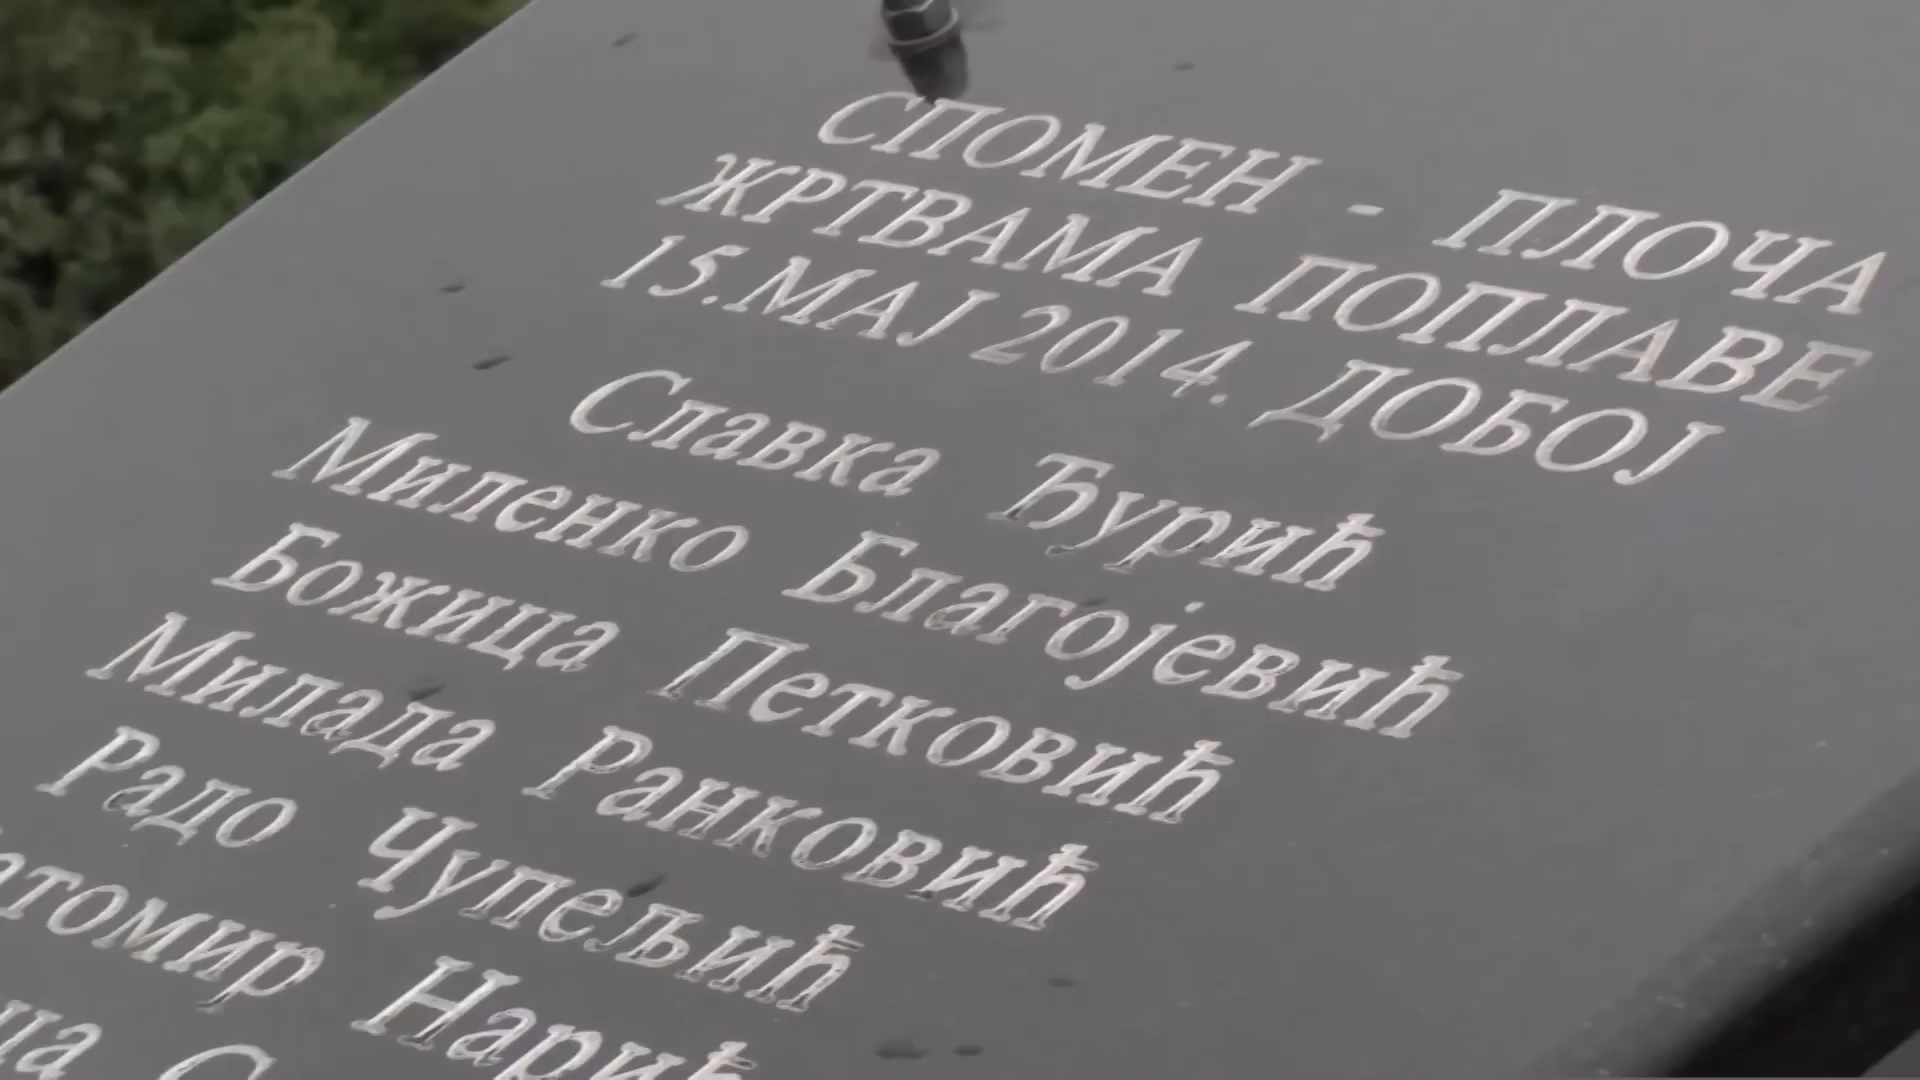 СПОМЕН - ПЛОЧА
ЖРТВАМА ПОПЛАВЕ
15.МАЈ 2014. ДОБОЈ
Славка Ђурић
Миленко Благојевић
Божица Петковић
Милада Ранковић
Радо Чупељић
Нарић